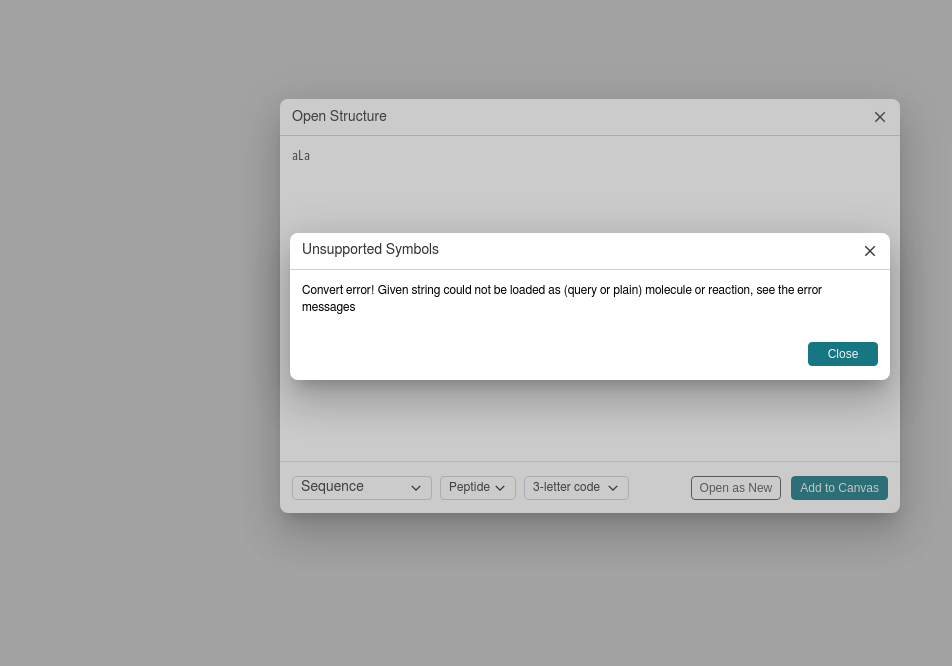 Open Structure
aLa
Unsupported Symbols
Convert error! Given string could not be loaded as (query or plain) molecule or reaction, see the error
messages
Close
Sequence Peptide 3-letter code Open as New Add to Canvas